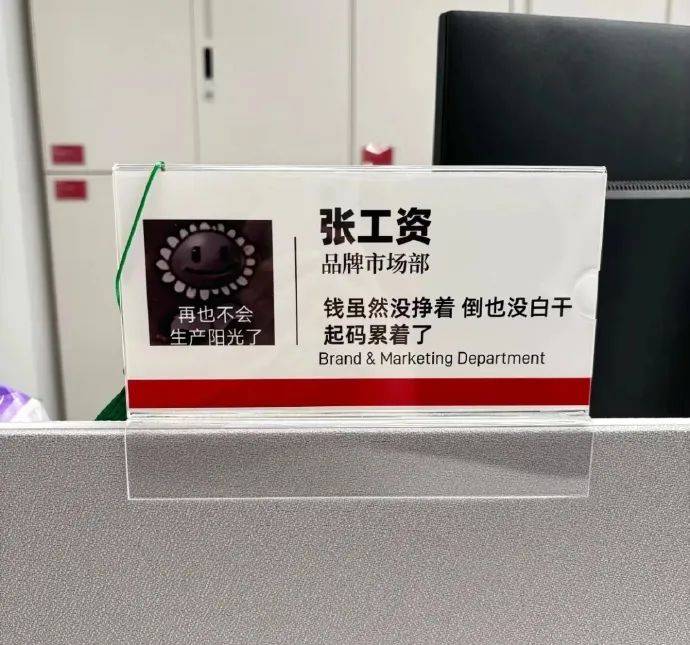 张工资
品牌市场部
再也不会
生产阳光了
钱虽然没挣着 倒也没白干
起码累着了
Brand & Marketing Department